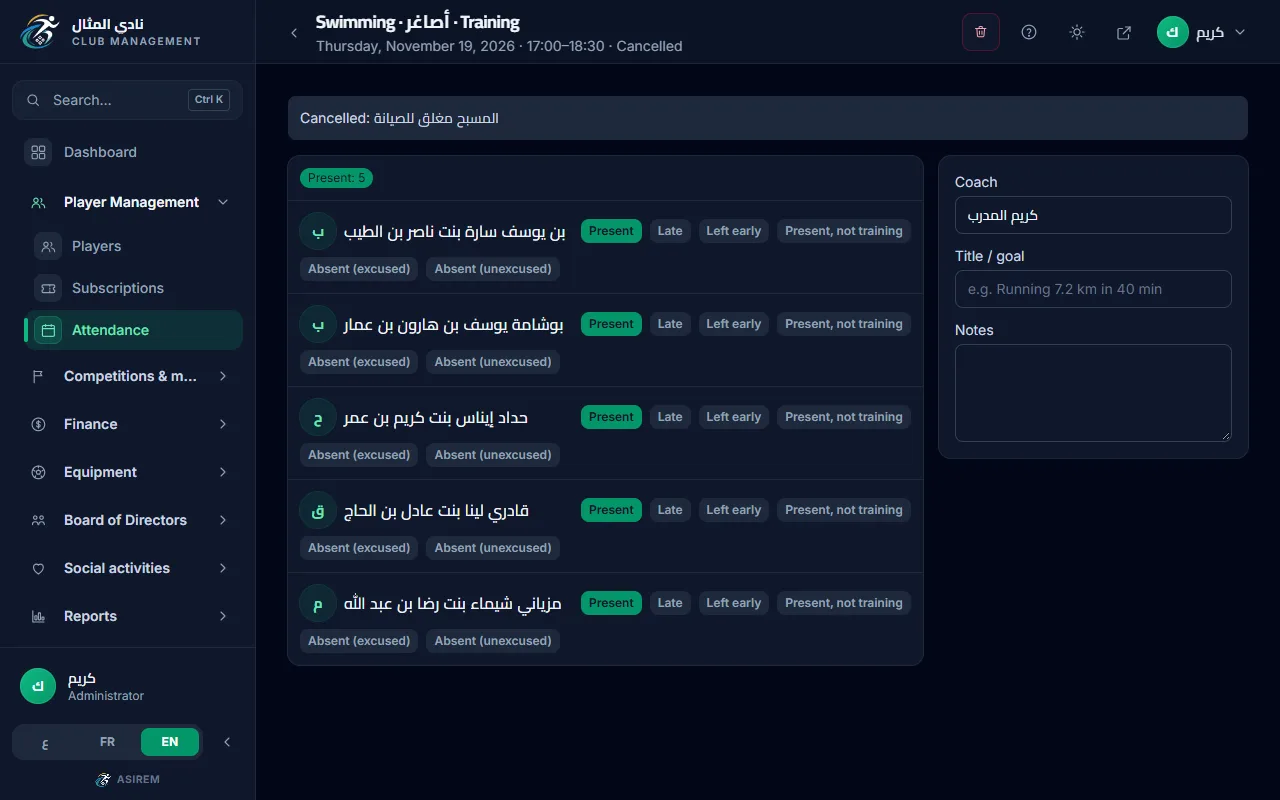 نادي المثال
CLUB MANAGEMENT
Search...
Ctrl K
Dashboard
Player Management
Players
Subscriptions
Attendance
Competitions & m...
Finance
Equipment
Board of Directors
Social activities
Reports
ك
كريم
Administrator
ع
FR
EN
ASIREM
Swimming · أصاغر · Training
Thursday, November 19, 2026 · 17:00–18:30 · Cancelled
ك
كريم
Cancelled: المسبح مغلق للصيانة
Present: 5
ب
بن يوسف سارة بنت ناصر بن الطيب
Present Late Left early Present, not training
Absent (excused) Absent (unexcused)
ب
بوشامة يوسف بن هارون بن عمار
Present Late Left early Present, not training
Absent (excused) Absent (unexcused)
ح
حداد إيناس بنت كريم بن عمر
Present Late Left early Present, not training
Absent (excused) Absent (unexcused)
ق
قادري لينا بنت عادل بن الحاج
Present Late Left early Present, not training
Absent (excused) Absent (unexcused)
م
مزياني شيماء بنت رضا بن عبد الله
Present Late Left early Present, not training
Absent (excused) Absent (unexcused)
Coach
كريم المدرب
Title / goal
e.g. Running 7.2 km in 40 min
Notes